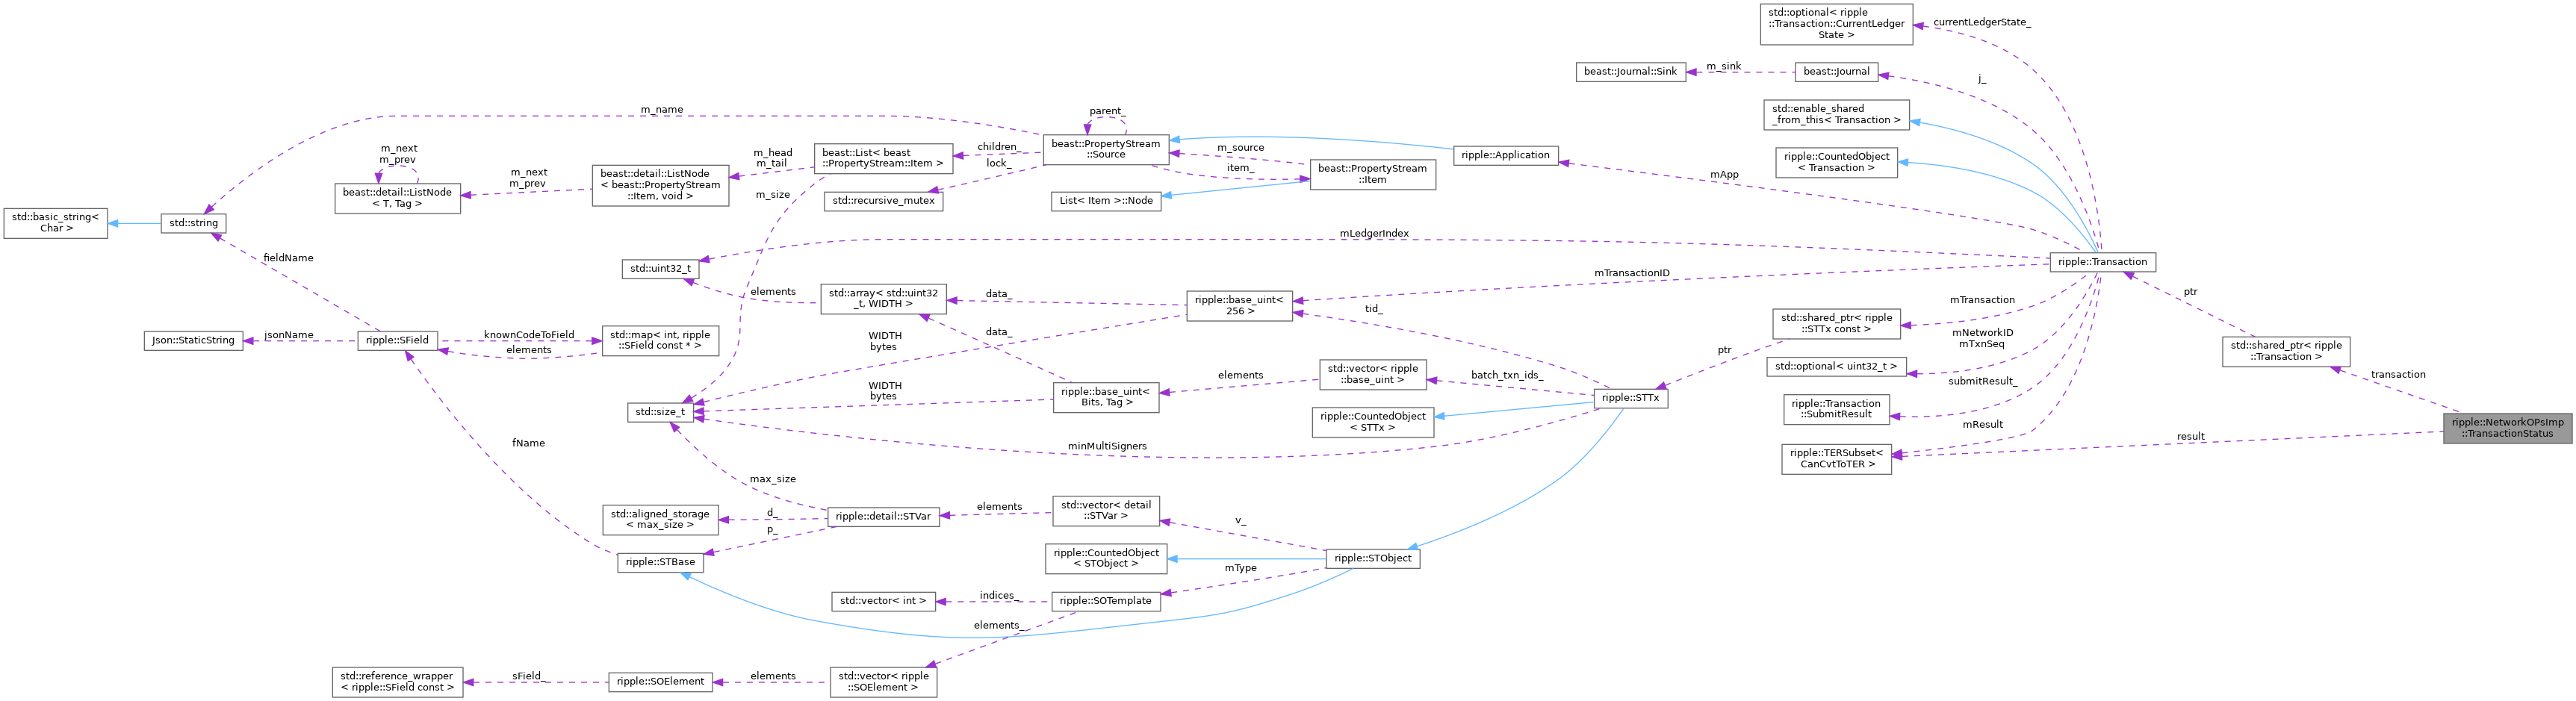 std::optional< ripple
::Transaction::CurrentLedger
State >
currentLedgerState_
beast::Journal::Sink
m_sink
beast::Journal
j_
std::enable_shared
_from_this< Transaction >
ripple::CountedObject
< Transaction >
m_name
parent_
beast::PropertyStream
::Source
children_
lock_
beast::List< beast
::PropertyStream::Item >
m_head
m_tail
m_size
beast::detail::ListNode
< beast::PropertyStream
::Item, void >
m_next
m_prev
m_next
m_prev
beast::detail::ListNode
< T, Tag >
std::recursive_mutex
m_source
item_
beast::PropertyStream
::Item
List< Item >::Node
ripple::Application
mApp
std::basic_string<
Char >
std::string
fieldName
mLedgerIndex
std::uint32_t
elements
std::array< std::uint32
_t, WIDTH >
data_
data_
ripple::base_uint<
256 >
mTransactionID
tid_
ripple::Transaction
ptr
mTransaction
std::shared_ptr< ripple
::STTx const >
mNetworkID
mTxnSeq
std::optional< uint32_t >
submitResult_
ripple::Transaction
::SubmitResult
mResult
ripple::TERSubset<
CanCvtToTER >
std::shared_ptr< ripple
::Transaction >
transaction
ripple::NetworkOPsImp
::TransactionStatus
result
Json::StaticString
jsonName
ripple::SField
knownCodeToField
elements
std::map< int, ripple
::SField const * >
WIDTH
bytes
WIDTH
bytes
std::size_t
ripple::base_uint<
Bits, Tag >
elements
std::vector< ripple
::base_uint >
batch_txn_ids_
ptr
ripple::STTx
ripple::CountedObject
< STTx >
minMultiSigners
fName
max_size
std::aligned_storage
< max_size >
d_
p_
ripple::detail::STVar
elements
std::vector< detail
::STVar >
v_
ripple::STBase
ripple::CountedObject
< STObject >
ripple::STObject
mType
std::vector< int >
indices_
ripple::SOTemplate
elements_
std::reference_wrapper
< ripple::SField const >
sField_
ripple::SOElement
elements
std::vector< ripple
::SOElement >